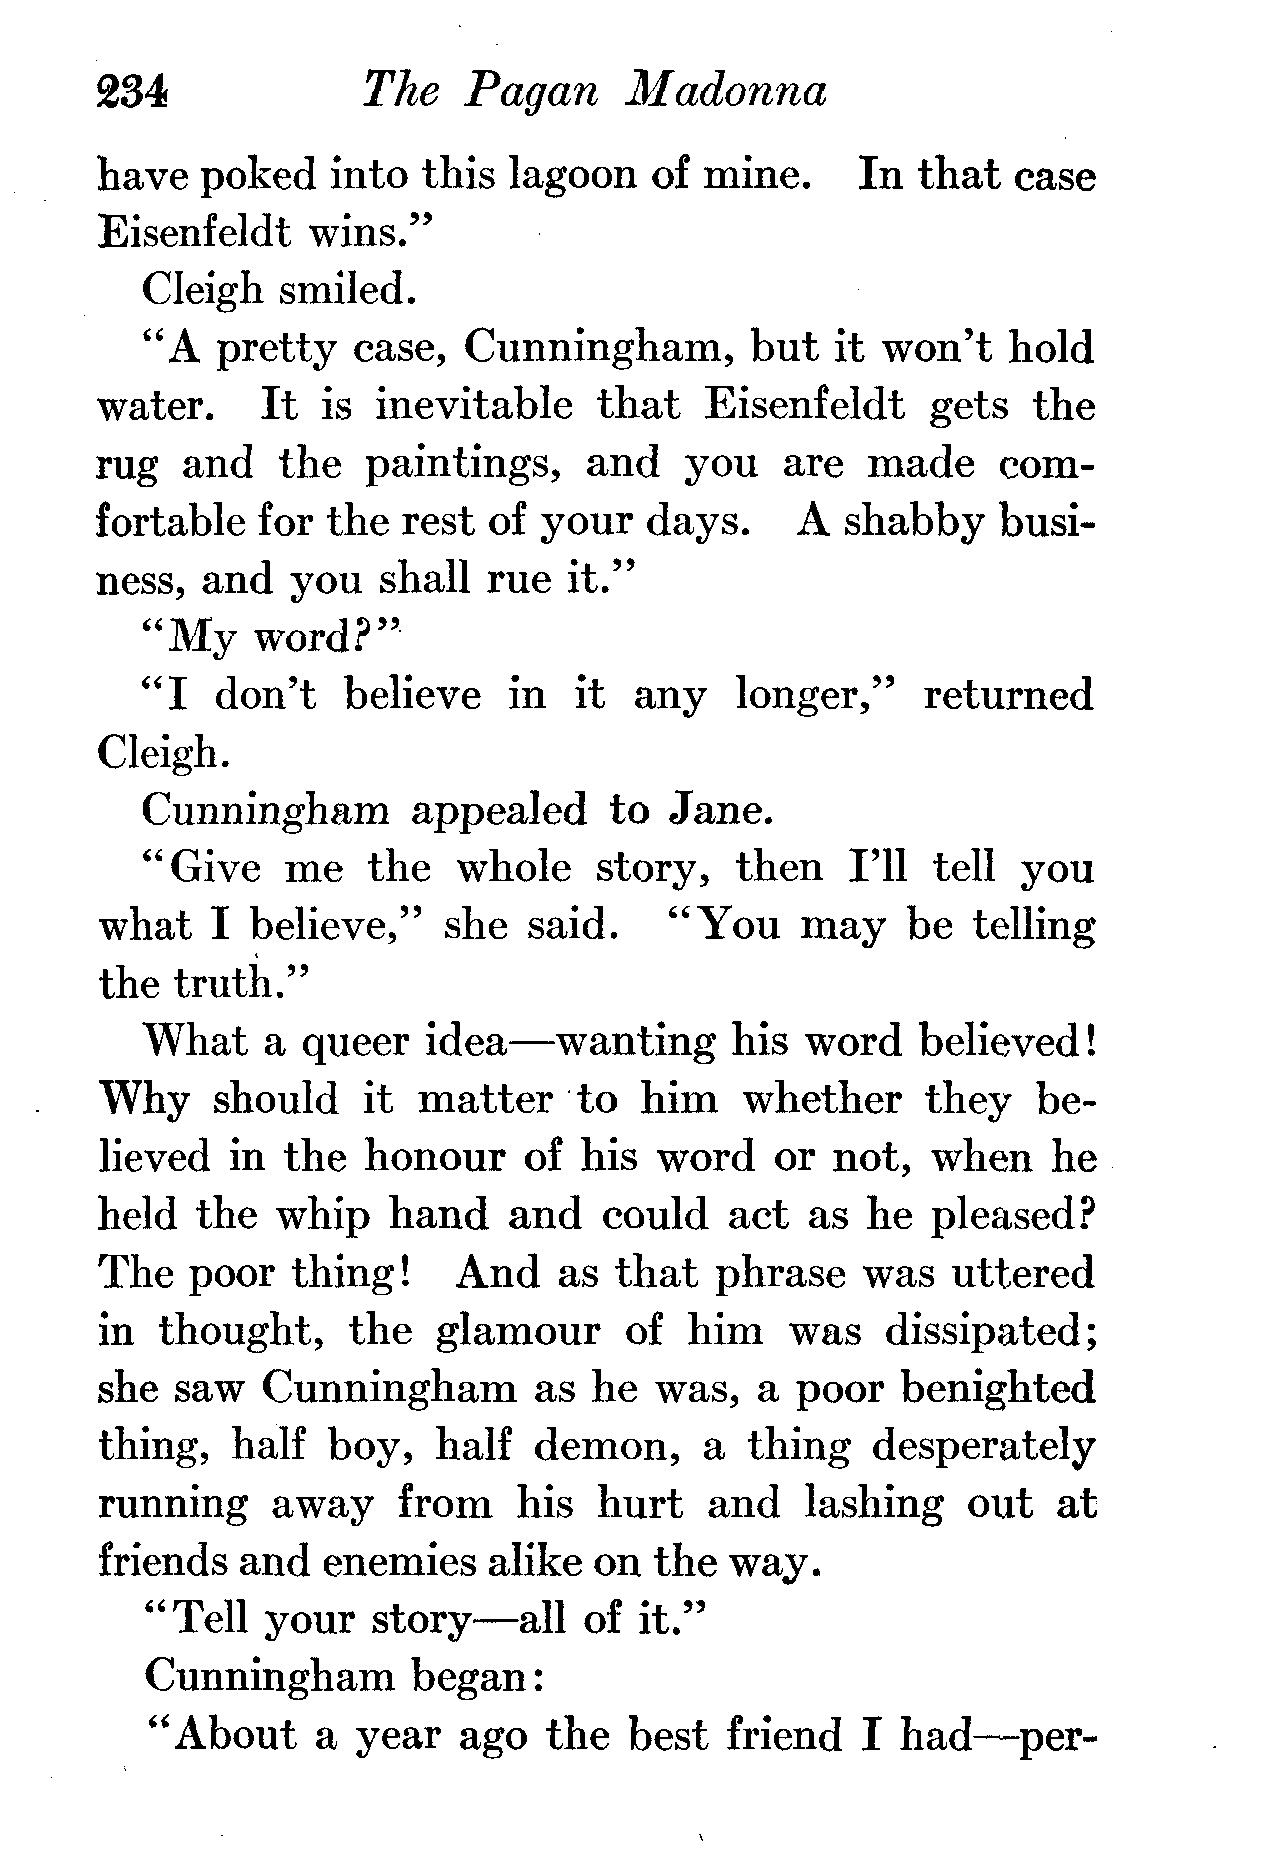 234 The Pagan Madonna
have poked into this lagoon of mine. In that case
Eisenfeldt wins.”
Cleigh smiled.
“A pretty case, Cunningham, but it won’t hold
water. It is inevitable that Eisenfeldt gets the
rug and the paintings, and you are made com-
fortable for the rest of your days. A shabby busi-
ness, and you shall rue it.”
“My word?”
“I don’t believe in it any longer,” returned
Cleigh.
Cunningham appealed to Jane.
“Give me the whole story, then I’ll tell you
what I believe,” she said. “You may be telling
the truth.”
What a queer idea—wanting his word believed!
Why should it matter to him whether they be-
lieved in the honour of his word or not, when he
held the whip hand and could act as he pleased?
The poor thing! And as that phrase was uttered
in thought, the glamour of him was dissipated;
she saw Cunningham as he was, a poor benighted
thing, half boy, half demon, a thing desperately
running away from his hurt and lashing out at
friends and enemies alike on the way.
“Tell your story—all of it.”
Cunningham began:
“About a year ago the best friend I had—per-